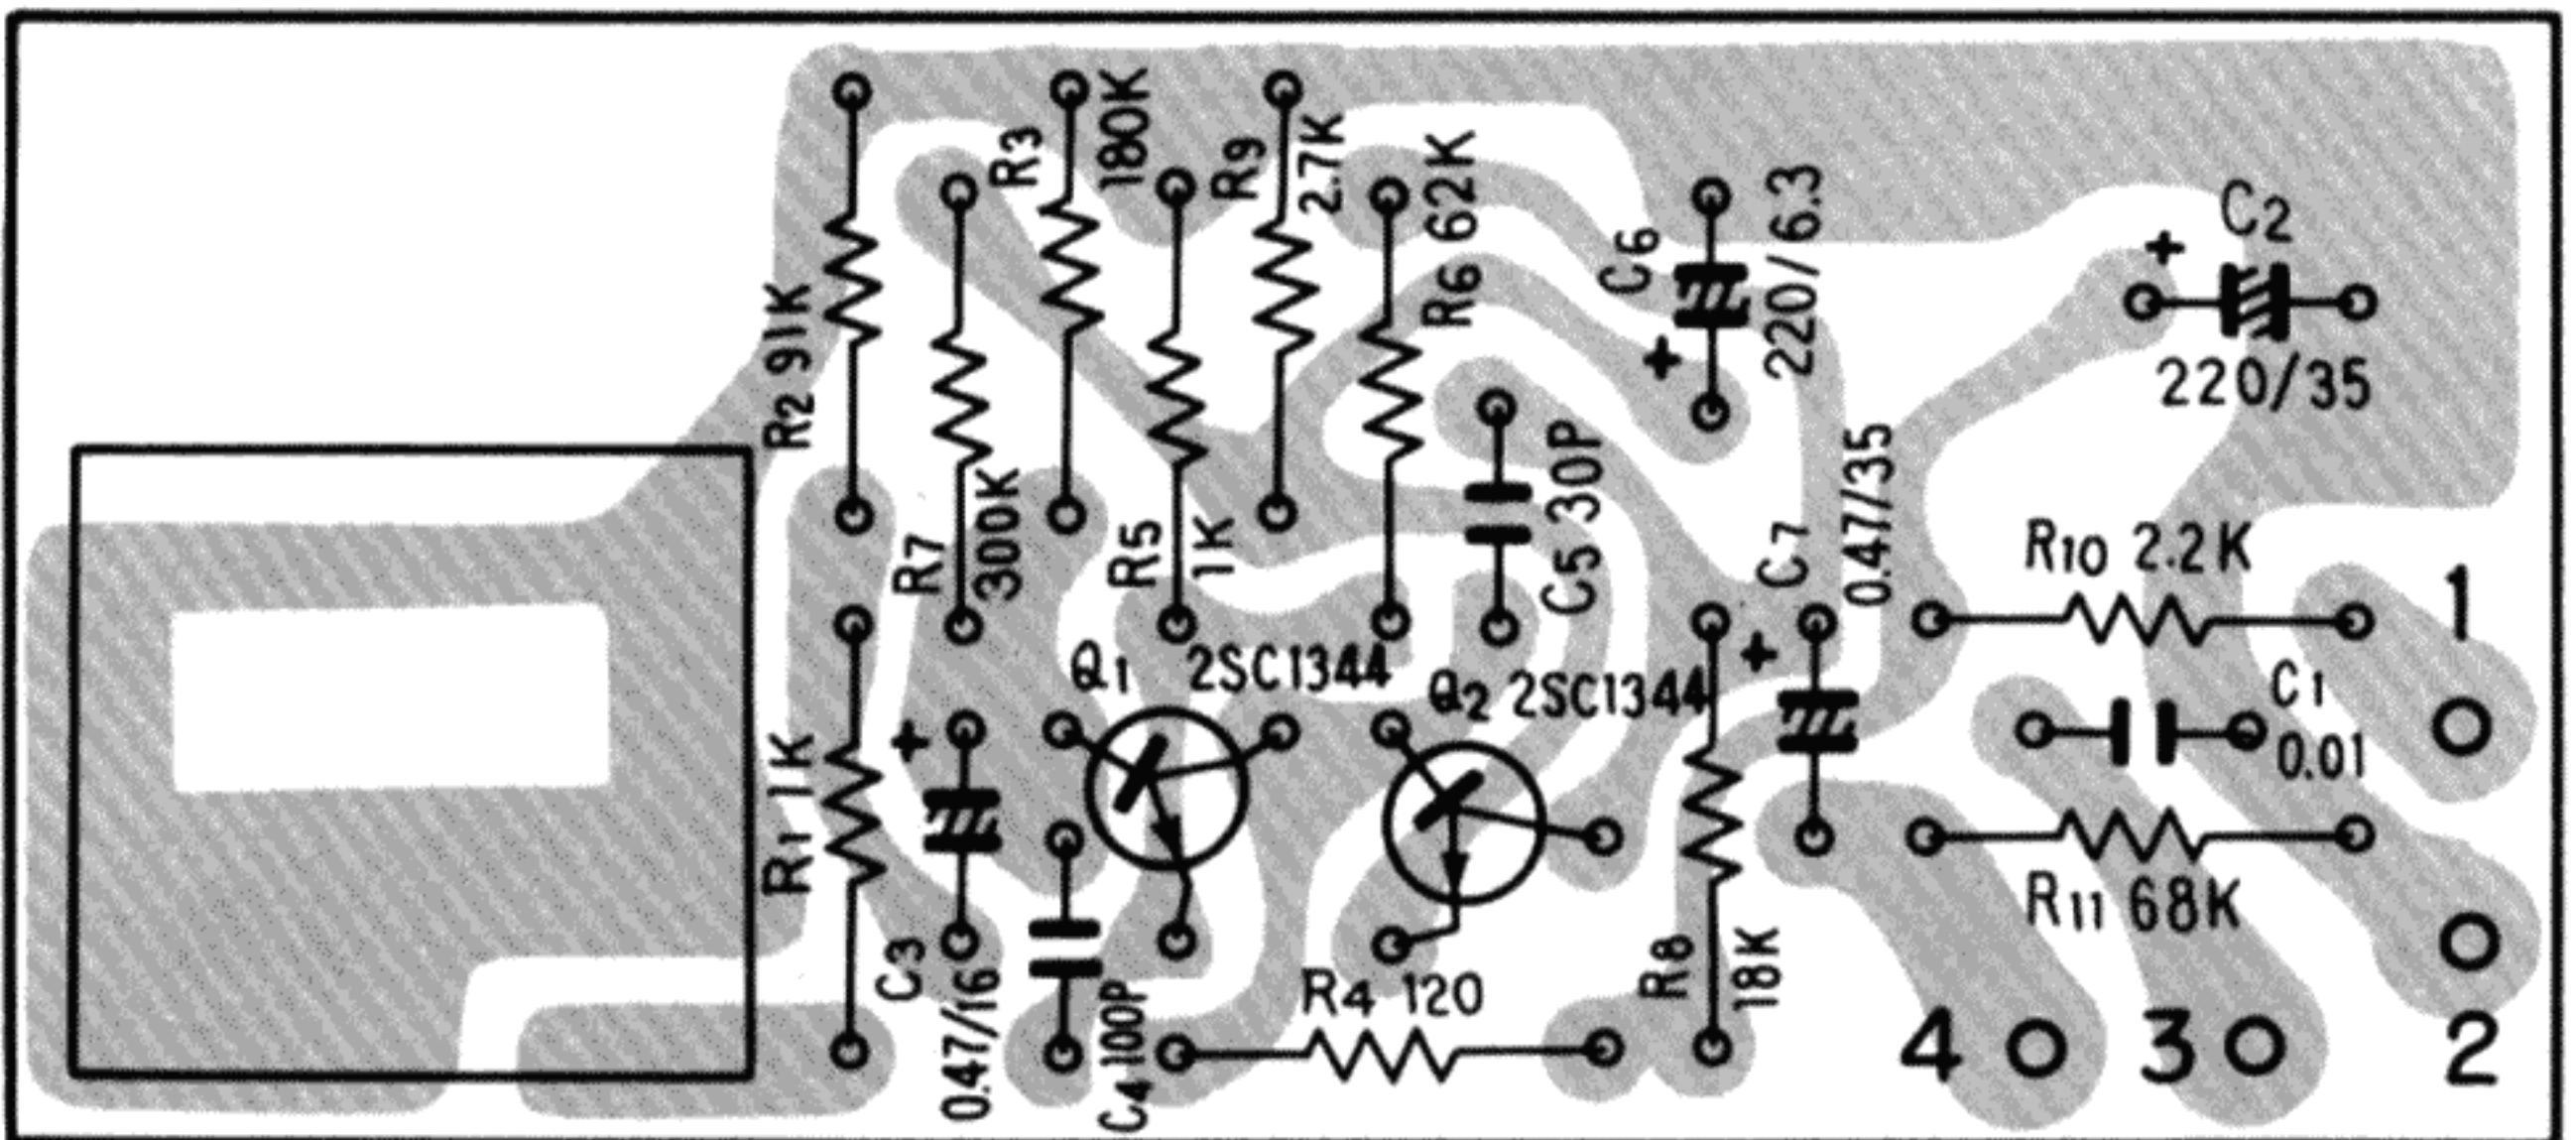 R3
180K
R9
2.7K
R6 62K
C6
220/6.3
+
+
C2
220/35
R2 91K
R7
300K
R5
1K
C5 30P
C7
0.47/35
+
R10 2.2K
1
Q1 2SC1344
Q2 2SC1344
C1
0.01
R1 1K
+
C3
0.47/16
C4 100P
R4 120
R8
18K
R11 68K
4
3
2